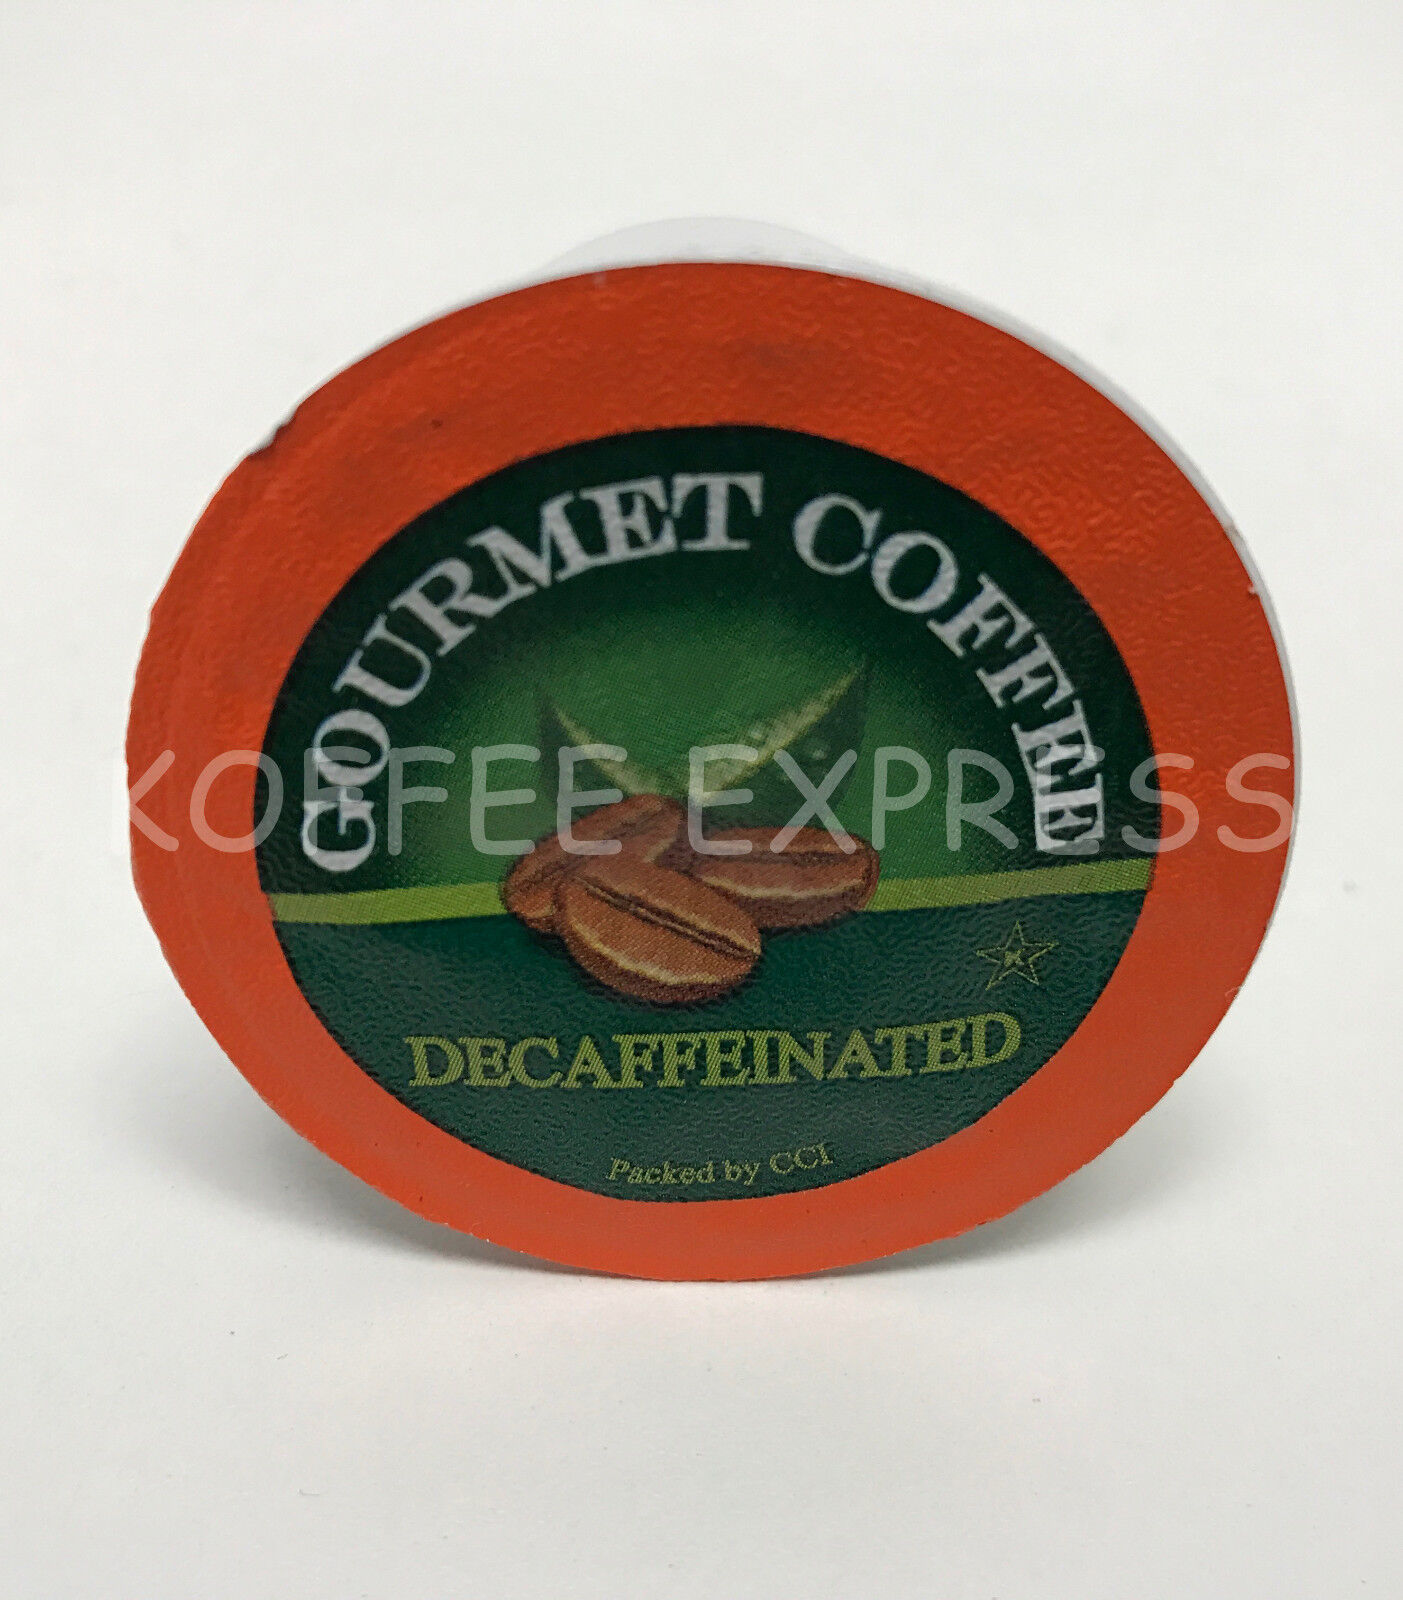 GOURMET COFFEE
KOFFEE EXPRESS
K
DECAFFEINATED
Packed by CCI